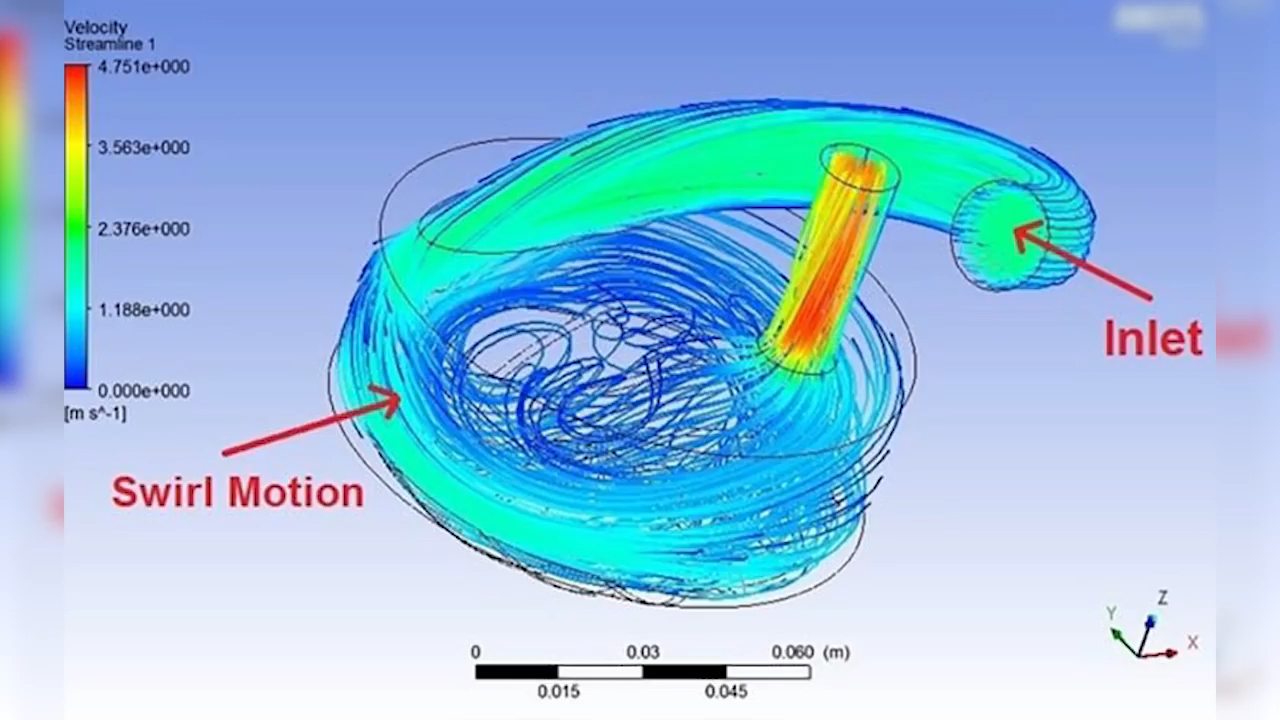 Velocity
Streamline 1
4.751e+000
3.563e+000
2.376e+000
1.188e+000
0.000e+000
[m s^-1]
Inlet
Swirl Motion
Z
Y
X
0 0.03 0.060 (m)
0.015 0.045